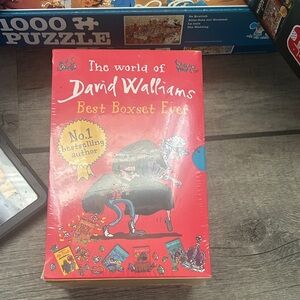 1000
PUZZLE
The world of
David Walliams
Best Boxset Ever
No.1
bestselling
author